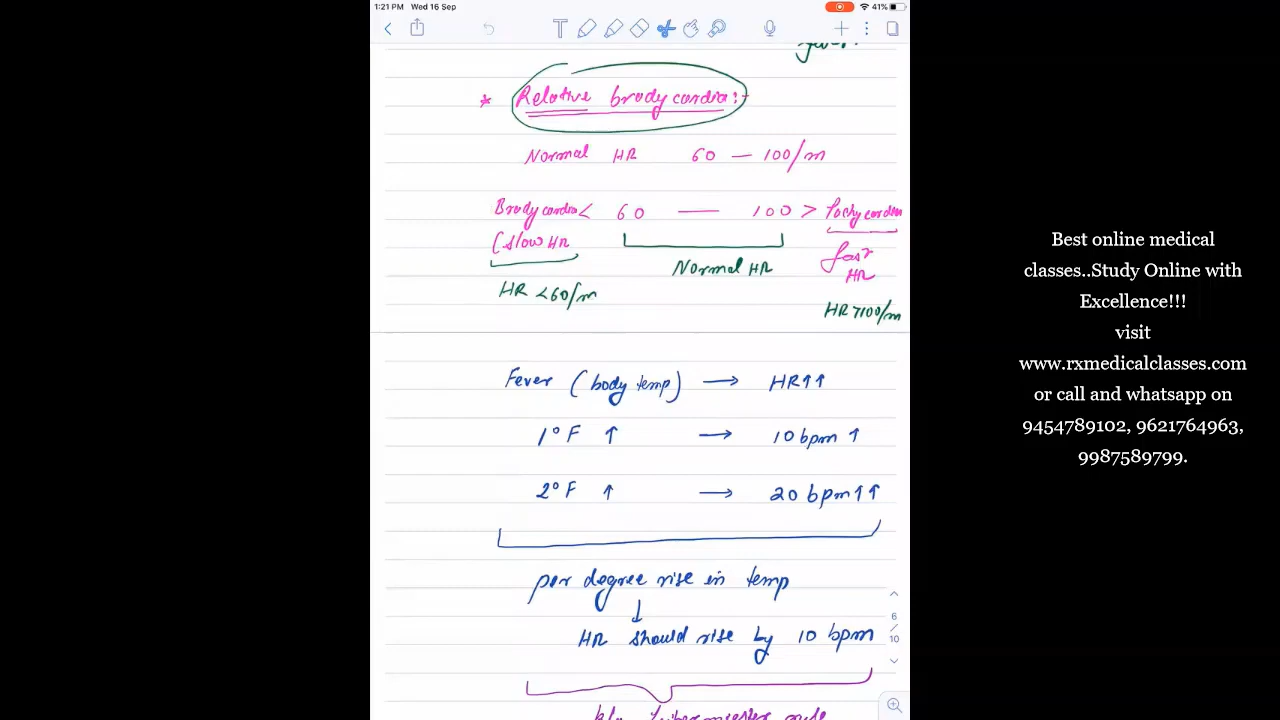 1:21 PM Wed 16 Sep
41%
fever.
* Relative bradycardia :-
Normal HR 60 — 100/m
Bradycardia < 60 — 100 > Tachycardia
(slow HR
fast
HR
Normal HR
HR <60/m
HR >100/m
Fever (body temp) → HR↑↑
1°F ↑ → 10 bpm ↑
2°F ↑ → 20 bpm↑↑
per degree rise in temp
↓
HR should rise by 10 bpm
6
/
10
Best online medical
classes..Study Online with
Excellence!!!
visit
www.rxmedicalclasses.com
or call and whatsapp on
9454789102, 9621764963,
9987589799.